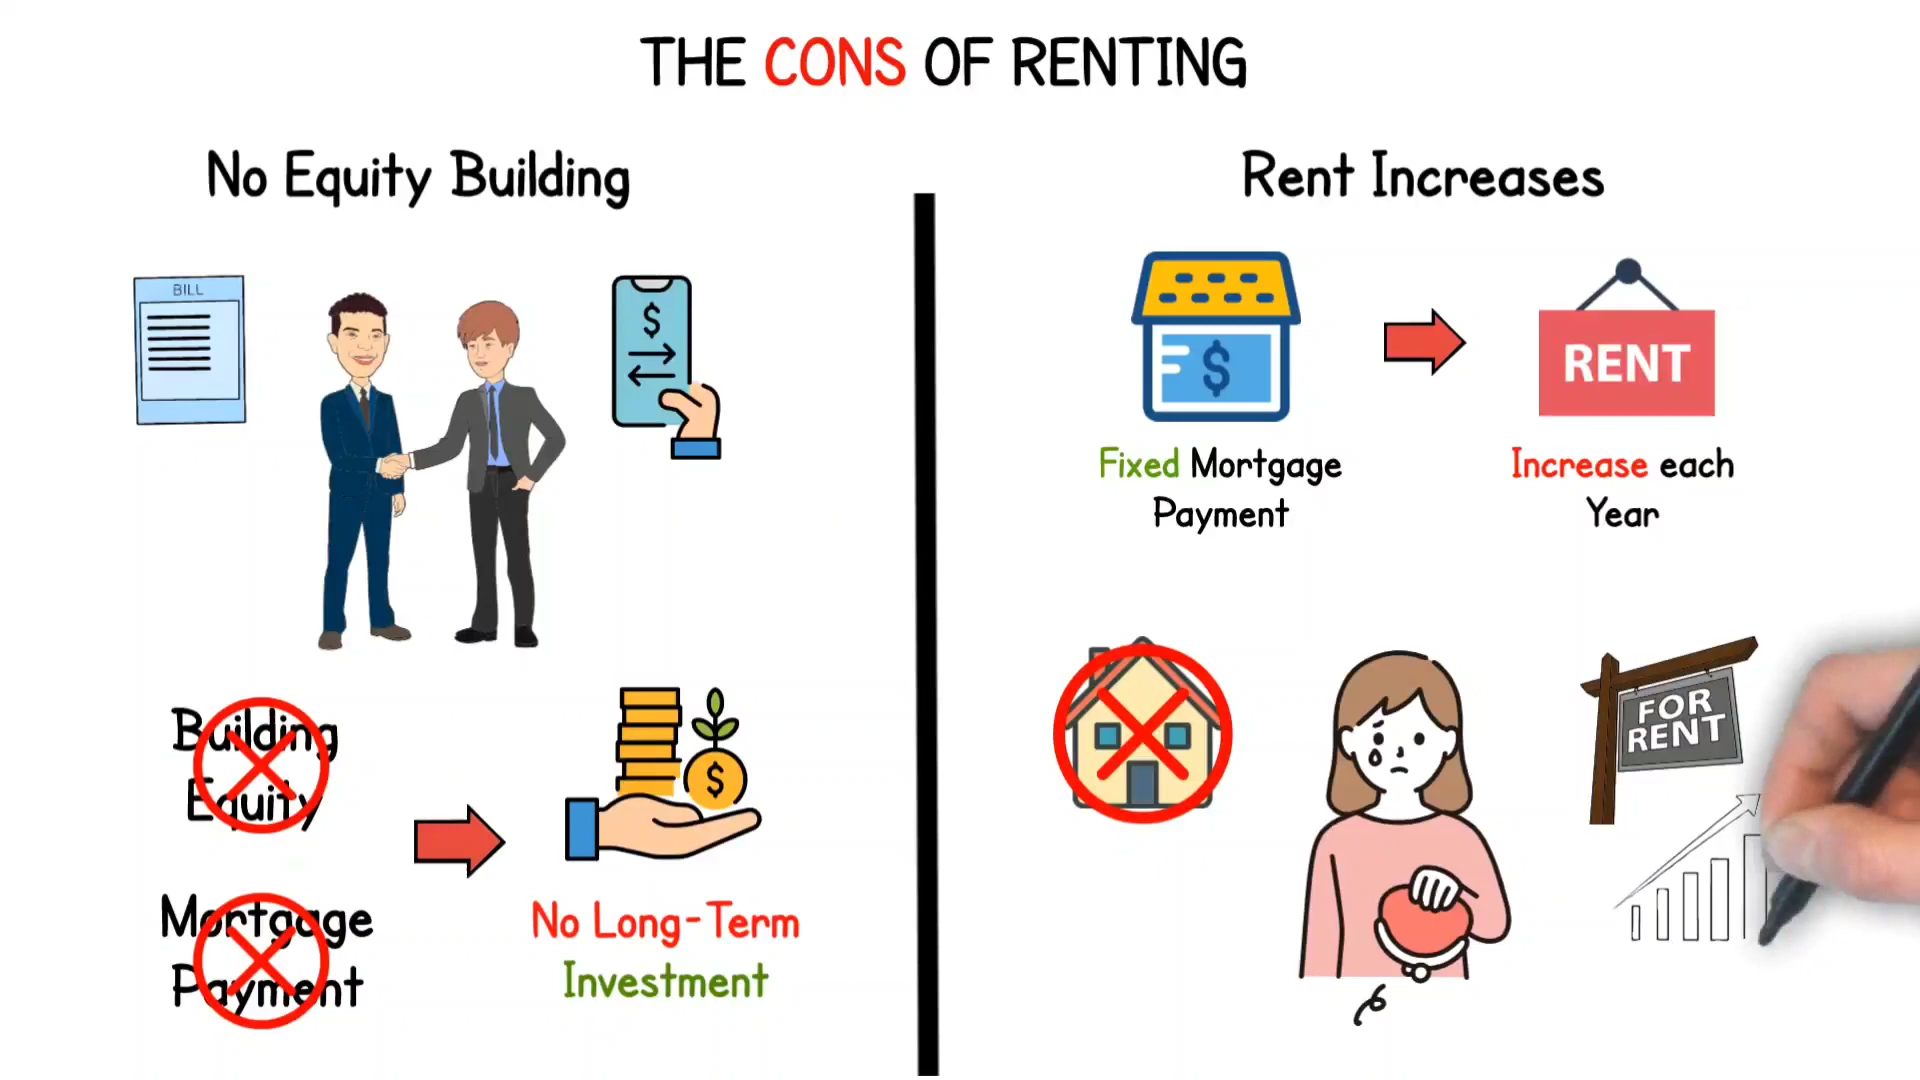 THE CONS OF RENTING
No Equity Building
BILL
$
Building
Equity
Mortgage
Payment
$
No Long-Term
Investment
Rent Increases
$
RENT
Fixed Mortgage
Payment
Increase each
Year
FOR
RENT